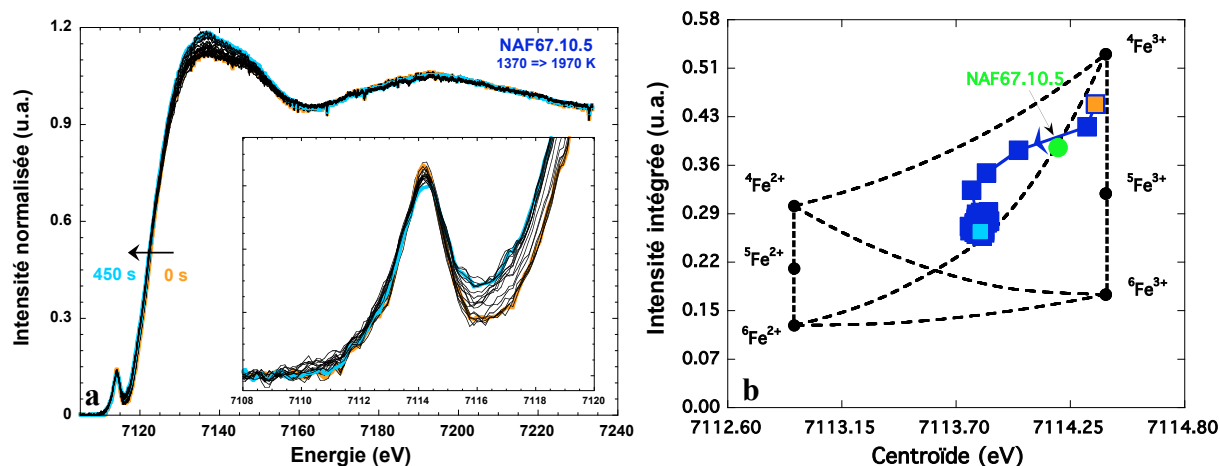 1.2
0.9
0.6
0.3
0
Intensité normalisée (u.a.)
NAF67.10.5
1370 => 1970 K
450 s
0 s
a
7108
7110
7112
7114
7116
7118
7120
7120
7140
7160
7180
7200
7220
7240
Energie (eV)
0.58
0.51
0.43
0.36
0.29
0.22
0.15
0.07
0.00
Intensité intégrée (u.a.)
⁴Fe³⁺
NAF67.10.5
⁴Fe²⁺
⁵Fe³⁺
⁵Fe²⁺
⁶Fe³⁺
⁶Fe²⁺
b
7112.60
7113.15
7113.70
7114.25
7114.80
Centroïde (eV)